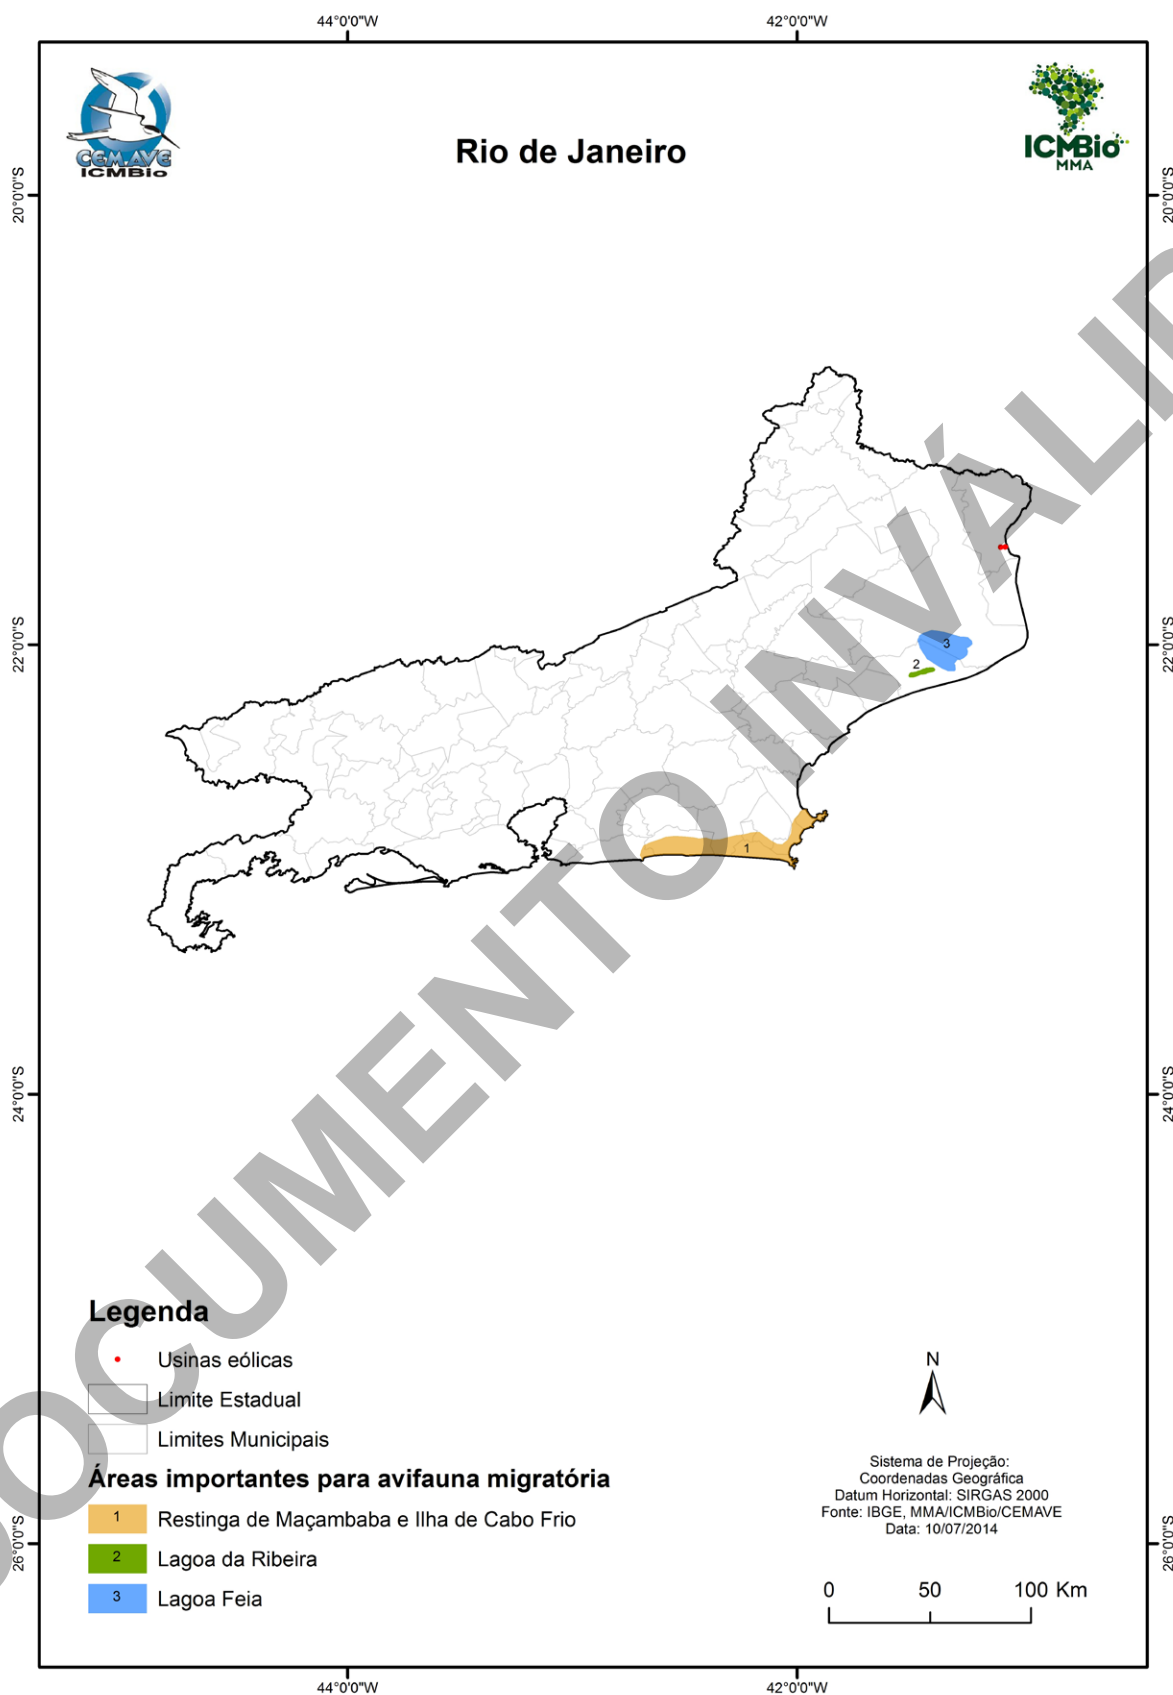 44°0'0"W
42°0'0"W
CEMAVE
ICMBio
Rio de Janeiro
ICMBio
MMA
20°0'0"S
20°0'0"S
22°0'0"S
22°0'0"S
3
2
1
24°0'0"S
24°0'0"S
DOCUMENTO INVÁLID
Legenda
Usinas eólicas
Limite Estadual
Limites Municipais
Áreas importantes para avifauna migratória
1 Restinga de Maçambaba e Ilha de Cabo Frio
2 Lagoa da Ribeira
3 Lagoa Feia
N
Sistema de Projeção:
Coordenadas Geográfica
Datum Horizontal: SIRGAS 2000
Fonte: IBGE, MMA/ICMBio/CEMAVE
Data: 10/07/2014
26°0'0"S
26°0'0"S
0 50 100 Km
44°0'0"W
42°0'0"W